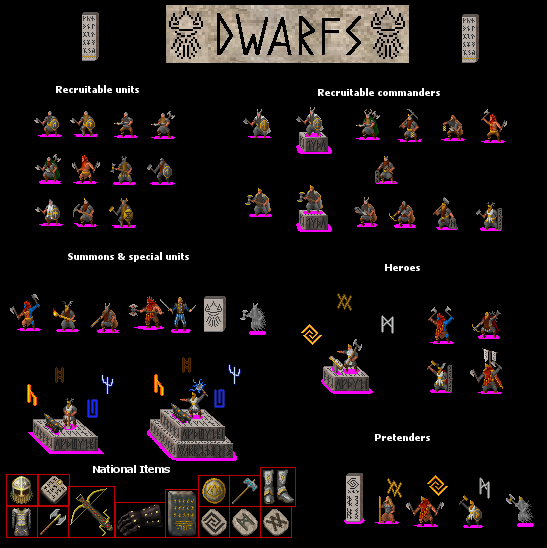 DWARFS
Recruitable units
Recruitable commanders
Summons & special units
Heroes
Pretenders
National Items